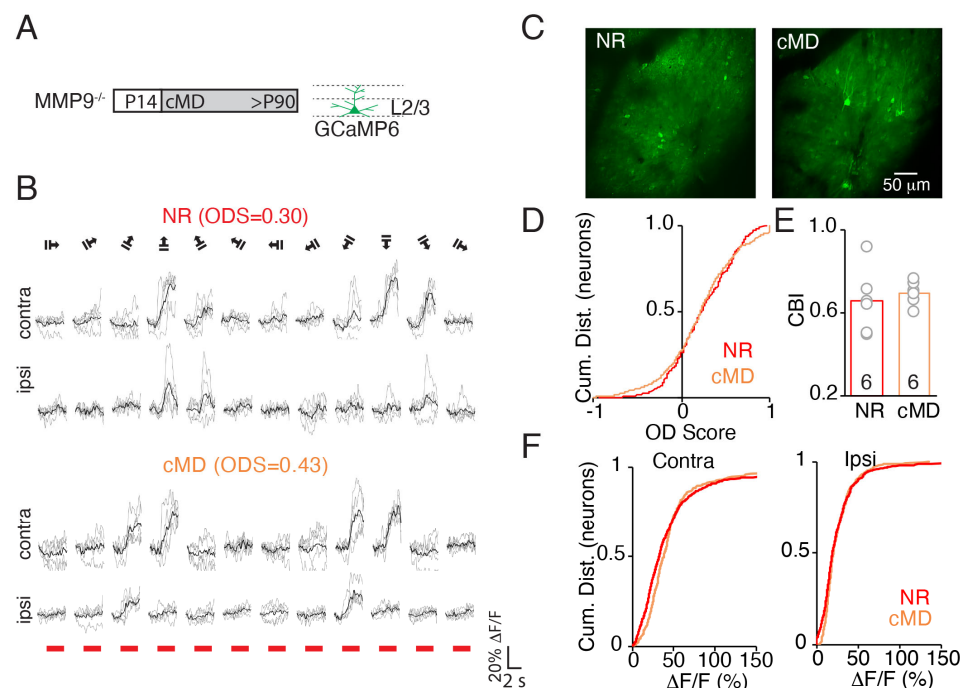 A
MMP9-/-
P14 cMD >P90
L2/3
GCaMP6
B
NR (ODS=0.30)
contra
ipsi
cMD (ODS=0.43)
contra
ipsi
20% ΔF/F
2 s
C
NR
cMD
50 μm
D
Cum. Dist. (neurons)
1.0
0.5
NR
cMD
-1 0 1
OD Score
E
CBI
1.0
0.6
0.2
6 6
NR cMD
F
Contra
Cum. Dist. (neurons)
1
0.5
0
0 50 100 150
ΔF/F (%)
Ipsi
1
0.5
0
NR
cMD
0 50 100 150
ΔF/F (%)